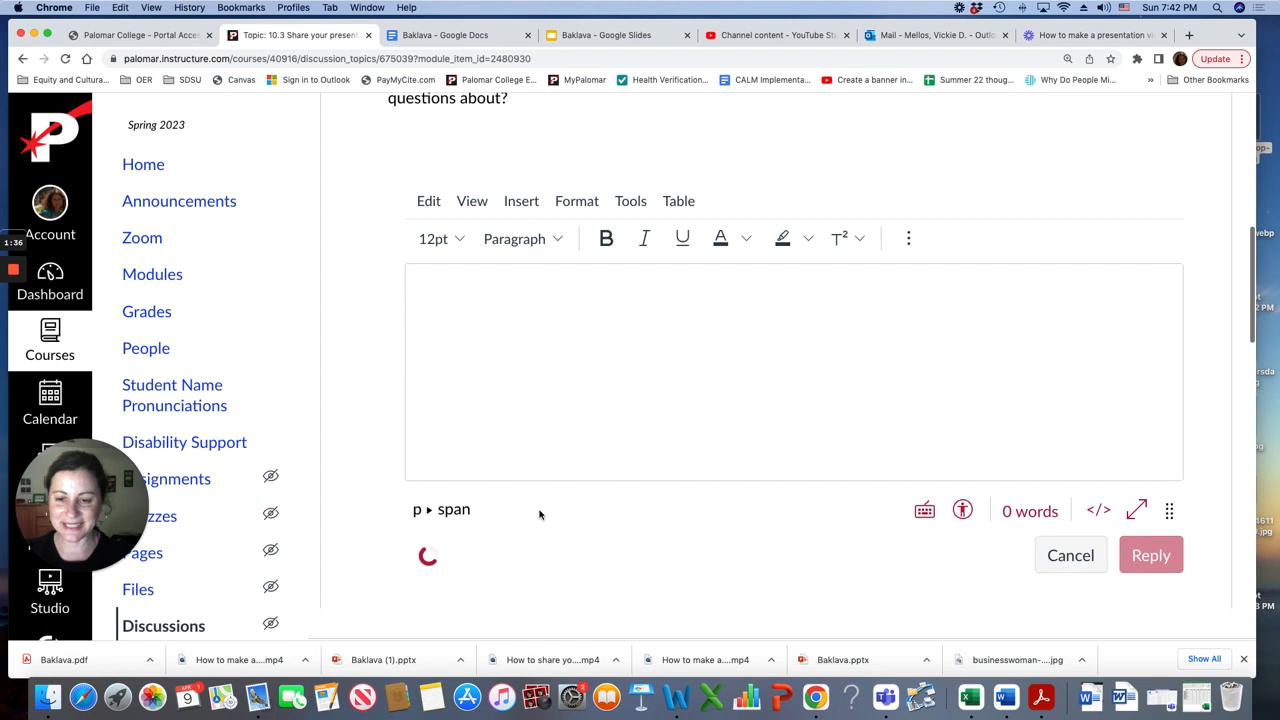 Chrome File Edit View History Bookmarks Profiles Tab Window Help Sun 7:42 PM
Palomar College - Portal Acces Topic: 10.3 Share your present Baklava - Google Docs Baklava - Google Slides Channel content - YouTube St Mail - Mellos, Vickie D. - Outlo How to make a presentation vi
palomar.instructure.com/courses/40916/discussion_topics/675039?module_item_id=2480930 Update
Equity and Cultura... OER SDSU Canvas Sign in to Outlook PayMyCite.com Palomar College E... MyPalomar Health Verification... CALM Implementa... Create a banner in... Summer 22 thoug... Why Do People Mi... » Other Bookmarks
questions about?
Spring 2023
Home
Announcements
Zoom
Modules
Grades
People
Student Name
Pronunciations
Disability Support
signments
zzes
Pages
Files
Discussions
Account
1:36
Dashboard
Courses
Calendar
Studio
Edit View Insert Format Tools Table
12pt Paragraph B I U A T²
p ▸ span 0 words </>
Cancel Reply
Baklava.pdf How to make a....mp4 Baklava (1).pptx How to share yo....mp4 How to make a....mp4 Baklava.pptx businesswoman-....jpg Show All